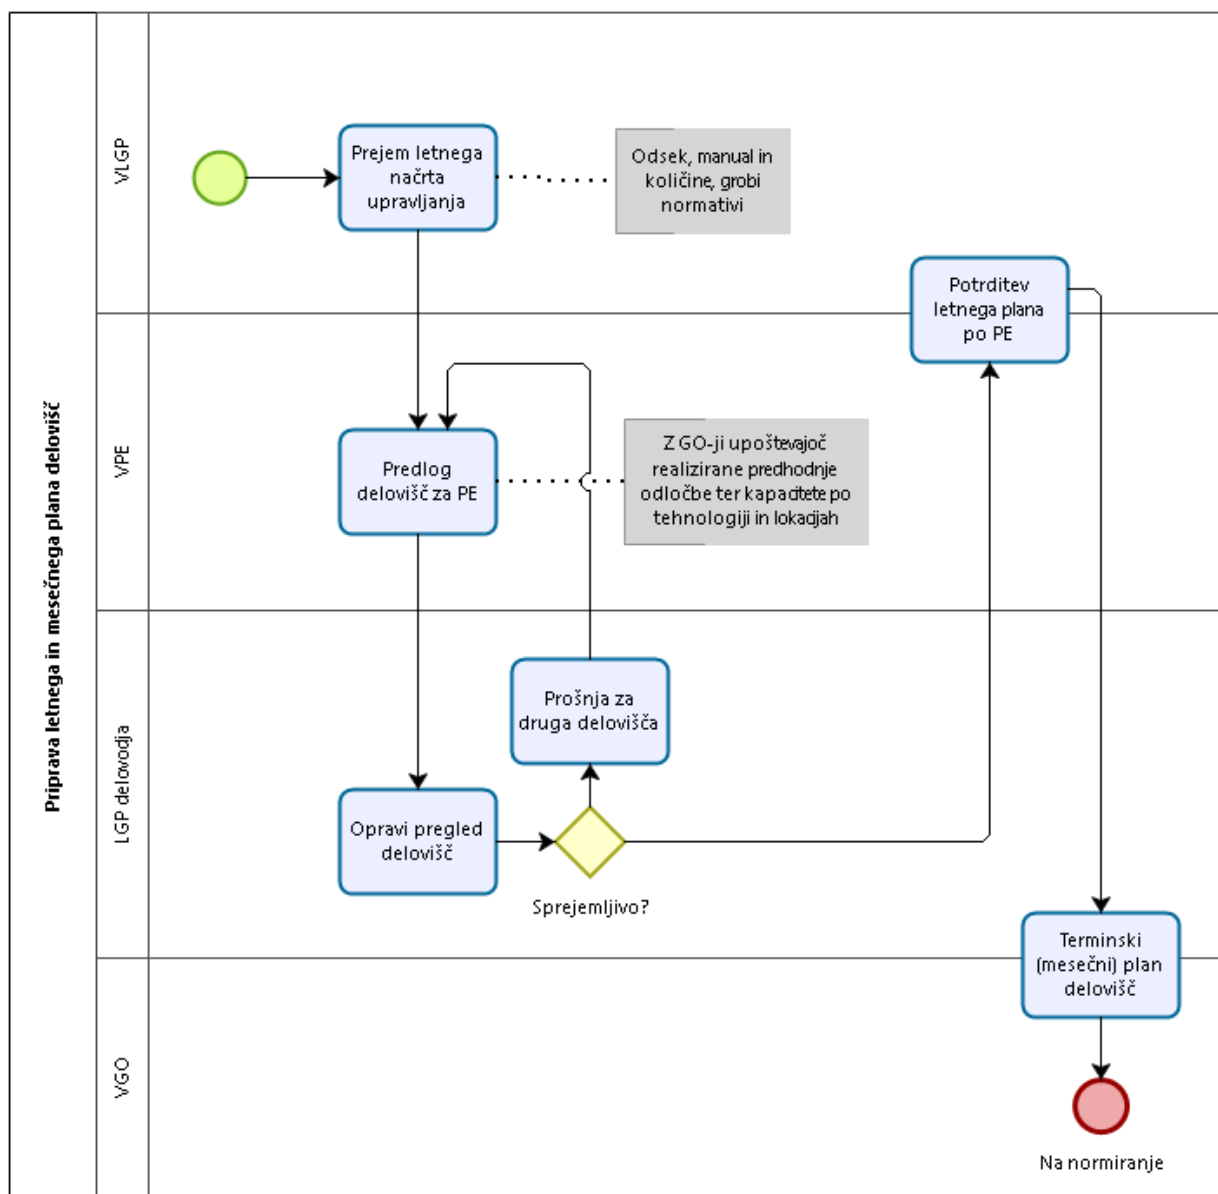 Priprava letnega in mesečnega plana delovišč
VLGP
Prejem letnega
načrta
upravljanja
Odsek, manual in
količine, grobi
normativi
Potrditev
letnega plana
po PE
VPE
Predlog
delovišč za PE
Z GO-ji upoštevajoč
realizirane predhodnje
odločbe ter kapacitete po
tehnologiji in lokacijah
LGP delovodja
Prošnja za
druga delovišča
Opravi pregled
delovišč
Sprejemljivo?
Terminski
(mesečni) plan
delovišč
VGO
Na normiranje